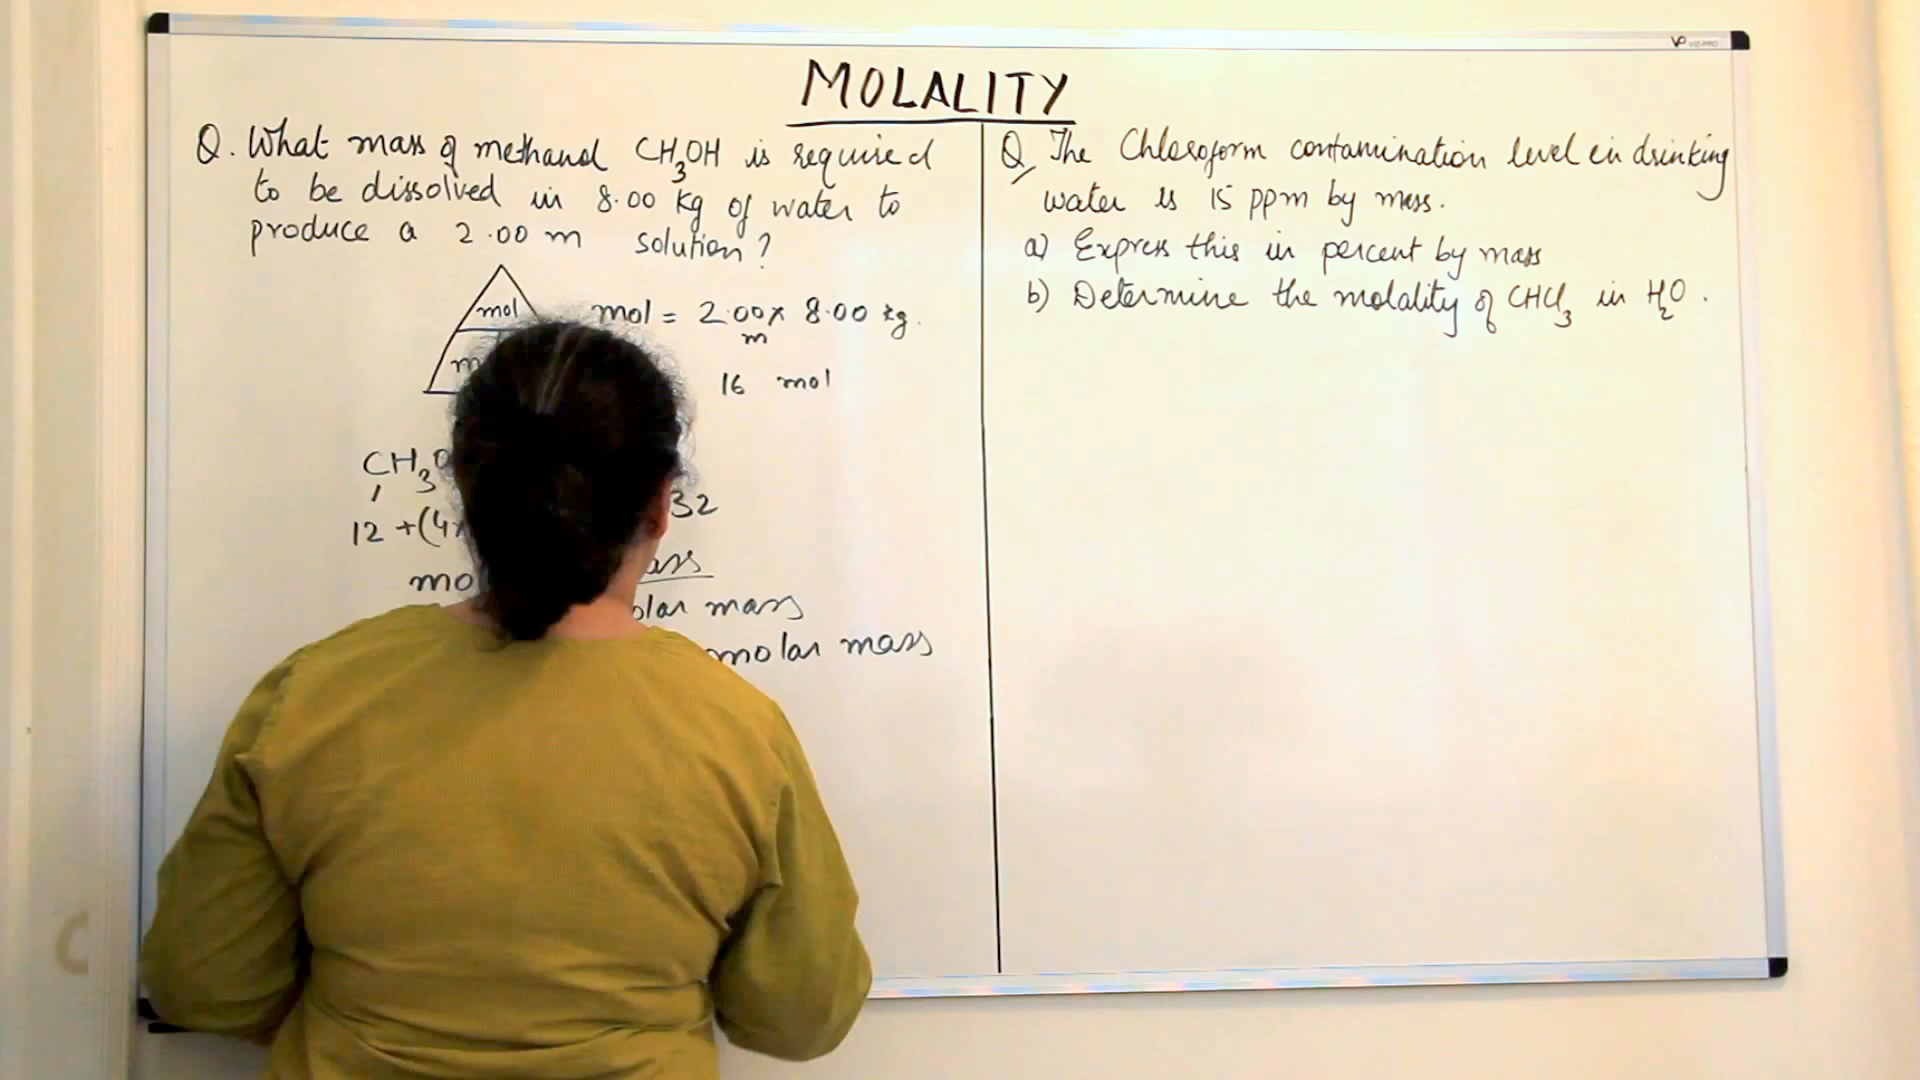 MOLALITY
Q. What mass of methanol CH₃OH is required
to be dissolved in 8.00 kg of water to
produce a 2.00 m solution?
mol
mol = 2.00 x 8.00 kg.
m
16 mol
CH₃
12 + (4x
32
molar mass
Q, The Chloroform contamination level in drinking
water is 15 ppm by mass.
a) Express this in percent by mass
b) Determine the molality of CHCl₃ in H₂O.